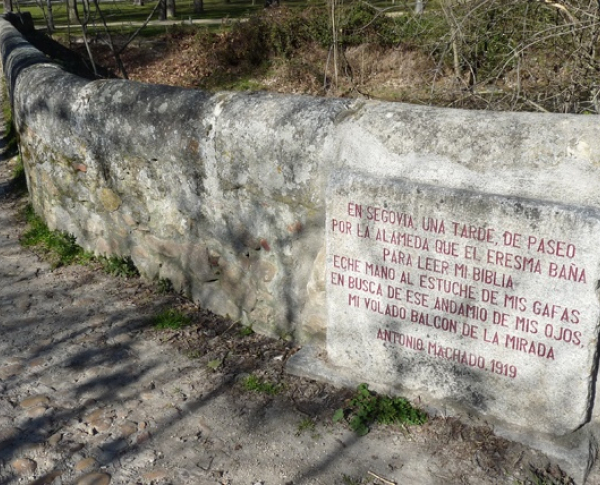 EN SEGOVIA, UNA TARDE, DE PASEO
POR LA ALAMEDA QUE EL ERESMA BAÑA
PARA LEER MI BIBLIA
ECHE MANO AL ESTUCHE DE MIS GAFAS
EN BUSCA DE ESE ANDAMIO DE MIS OJOS,
MI VOLADO BALCON DE LA MIRADA
ANTONIO MACHADO, 1919